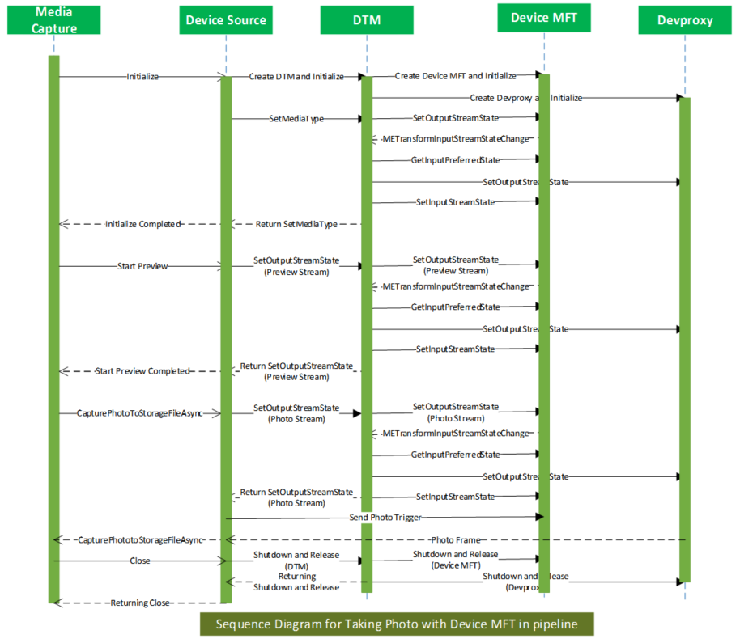 Media
Capture
Device Source
DTM
Device MFT
Devproxy
Initialize
Create DTM and Initialize
Create Device MFT and Initialize
Create Devproxy and Initialize
SetMediaType
SetOutputStreamState
METransformInputStreamStateChange
GetInputPreferredState
SetOutputStreamState
SetInputStreamState
Initialize Completed
Return SetMediaType
Start Preview
SetOutputStreamState
(Preview Stream)
SetOutputStreamState
(Preview Stream)
METransformInputStreamStateChange
GetInputPreferredState
SetOutputStreamState
SetInputStreamState
Start Preview Completed
Return SetOutputStreamState
(Preview Stream)
CapturePhotoToStorageFileAsync
SetOutputStreamState
(Photo Stream)
SetOutputStreamState
(Photo Stream)
METransformInputStreamStateChange
GetInputPreferredState
SetOutputStreamState
Return SetOutputStreamState
(Photo Stream)
SetInputStreamState
Send Photo Trigger
CapturePhototoStorageFileAsync
Photo Frame
Close
Shutdown and Release
(DTM)
Shutdown and Release
(Device MFT)
Returning
Shutdown and Release
Shutdown and Release
(Devproxy)
Returning Close
Sequence Diagram for Taking Photo with Device MFT in pipeline